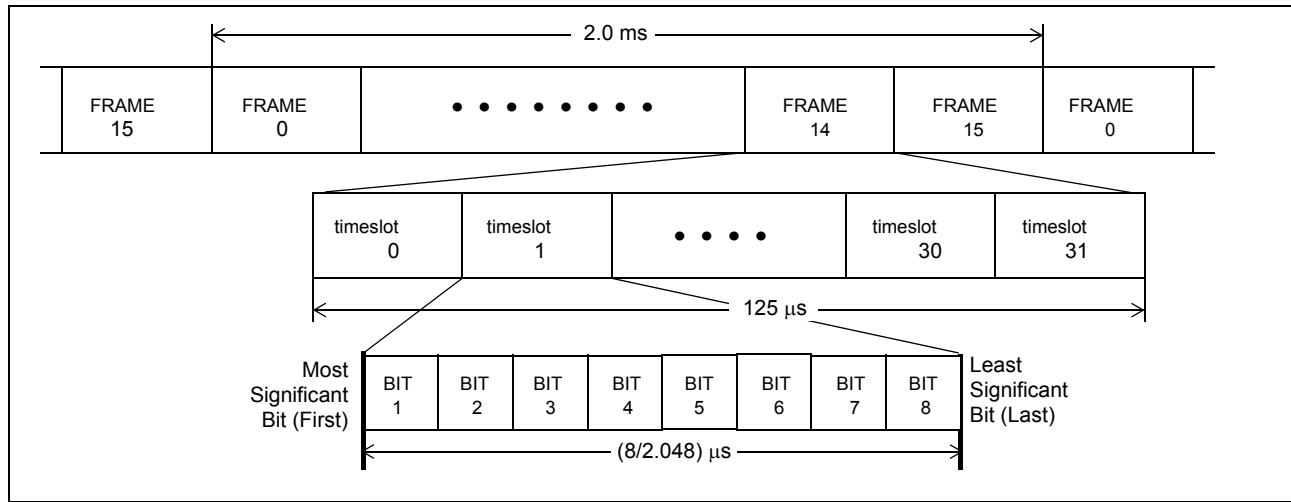 2.0 ms
FRAME 15
FRAME 0
FRAME 14
FRAME 15
FRAME 0
timeslot 0
timeslot 1
timeslot 30
timeslot 31
125 μs
Most
Significant
Bit (First)
BIT 1
BIT 2
BIT 3
BIT 4
BIT 5
BIT 6
BIT 7
BIT 8
Least
Significant
Bit (Last)
(8/2.048) μs